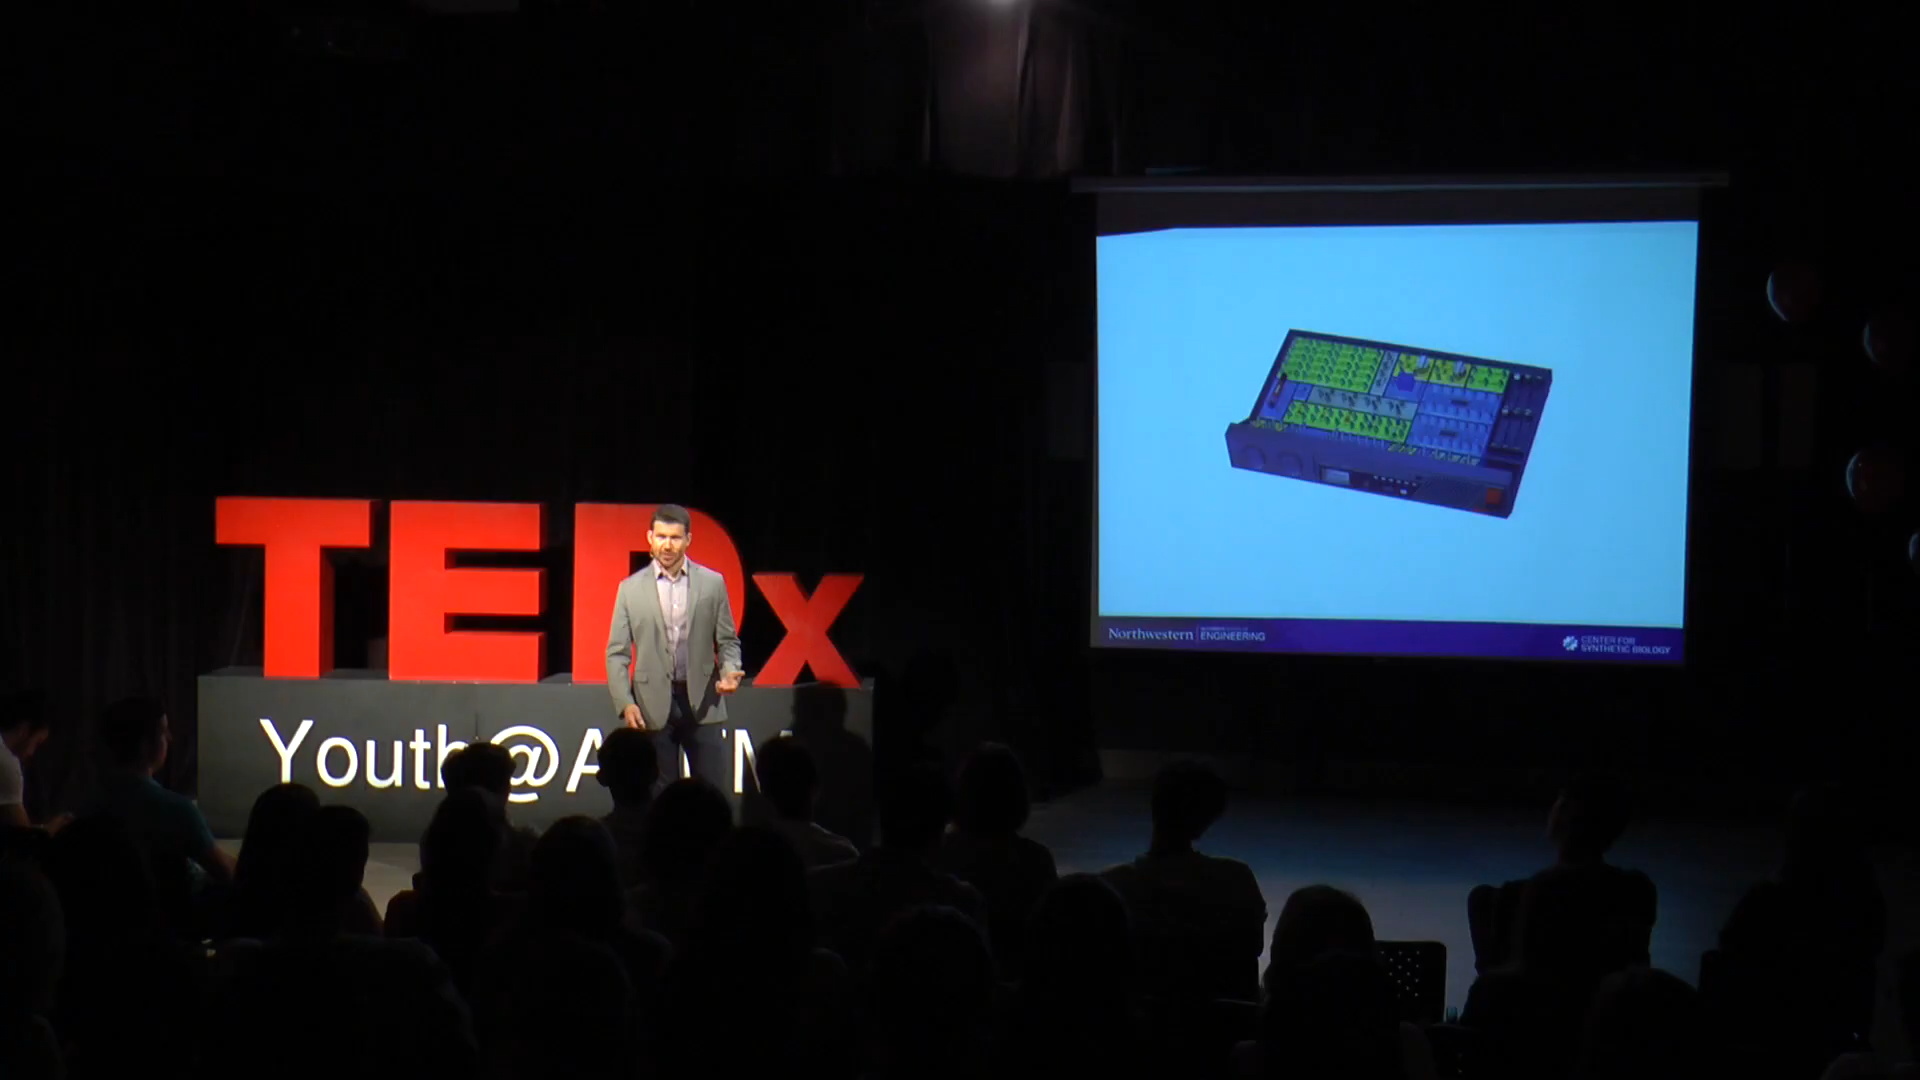 TEDx
Youth@A
Northwestern
ENGINEERING
CENTER FOR
SYNTHETIC BIOLOGY